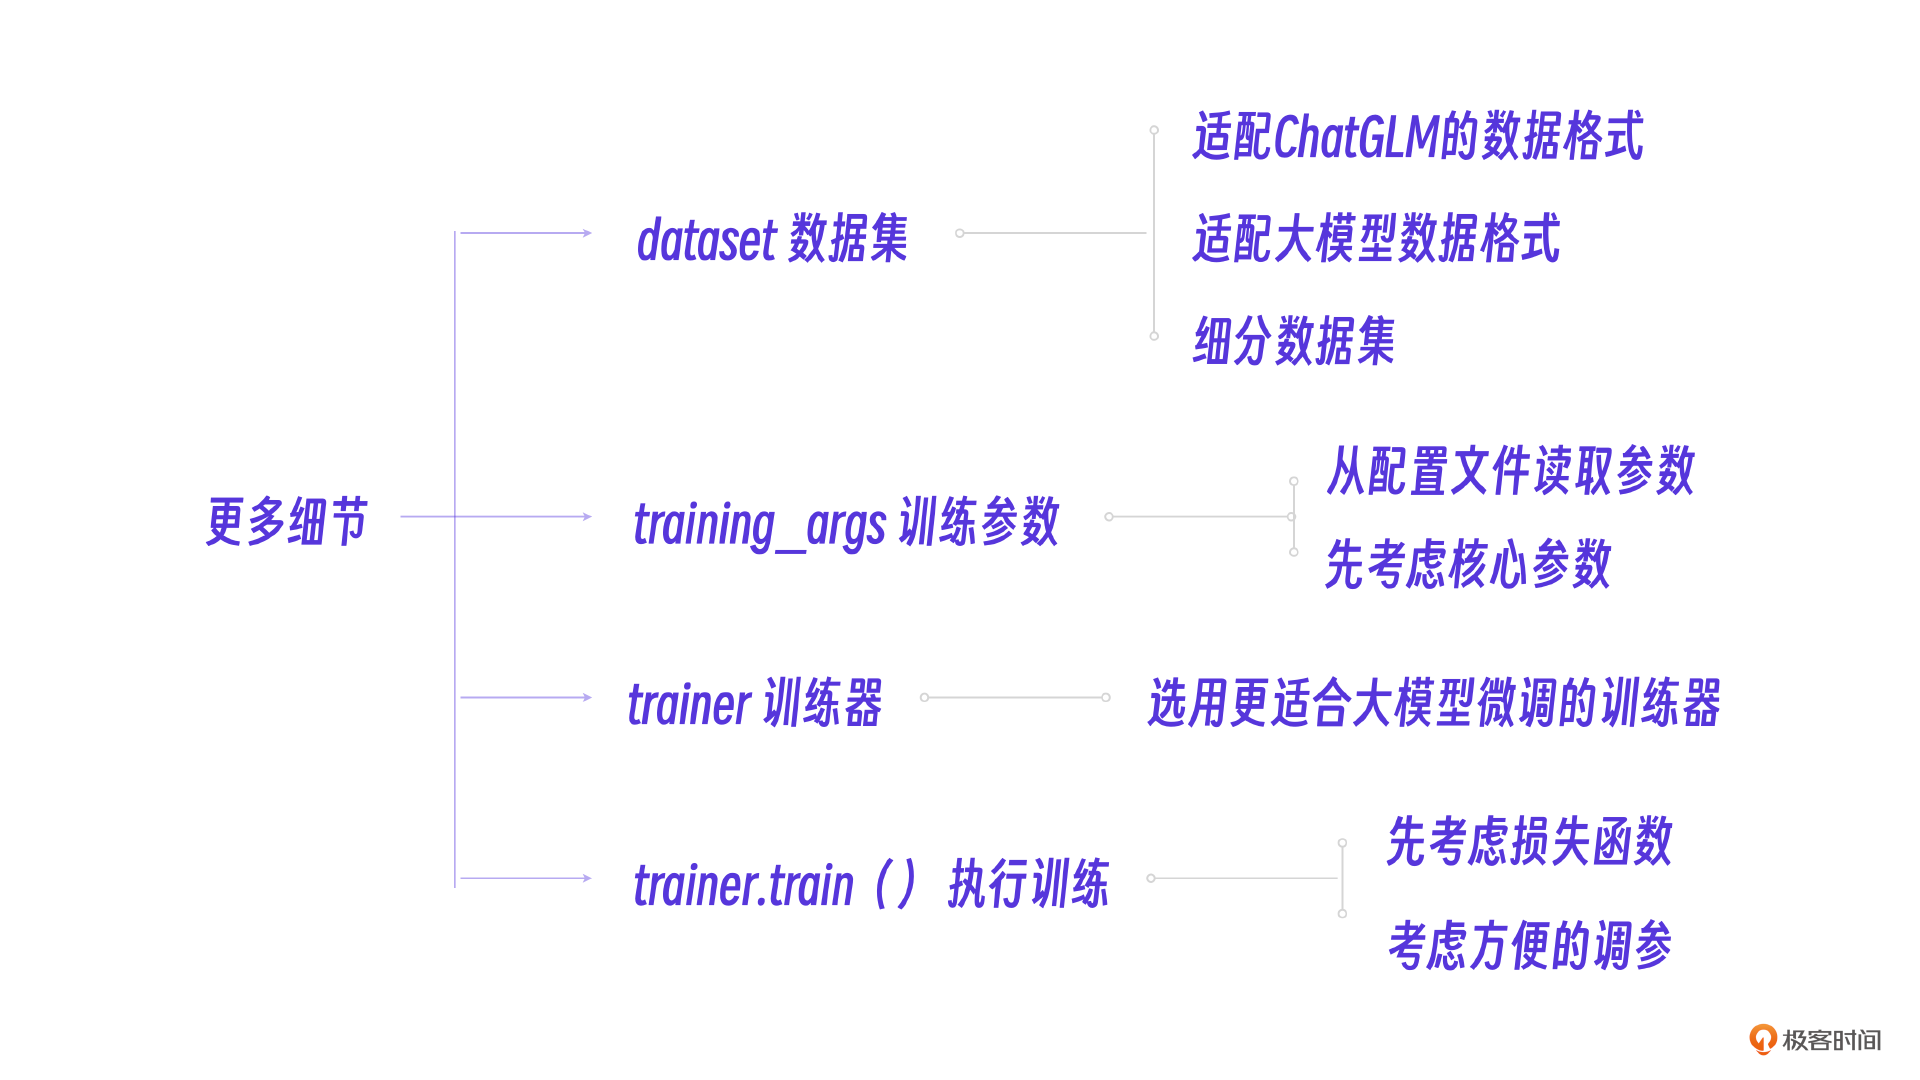 更多细节
dataset 数据集
适配ChatGLM的数据格式
适配大模型数据格式
细分数据集
training_args 训练参数
从配置文件读取参数
先考虑核心参数
trainer 训练器
选用更适合大模型微调的训练器
trainer.train（） 执行训练
先考虑损失函数
考虑方便的调参
极客时间